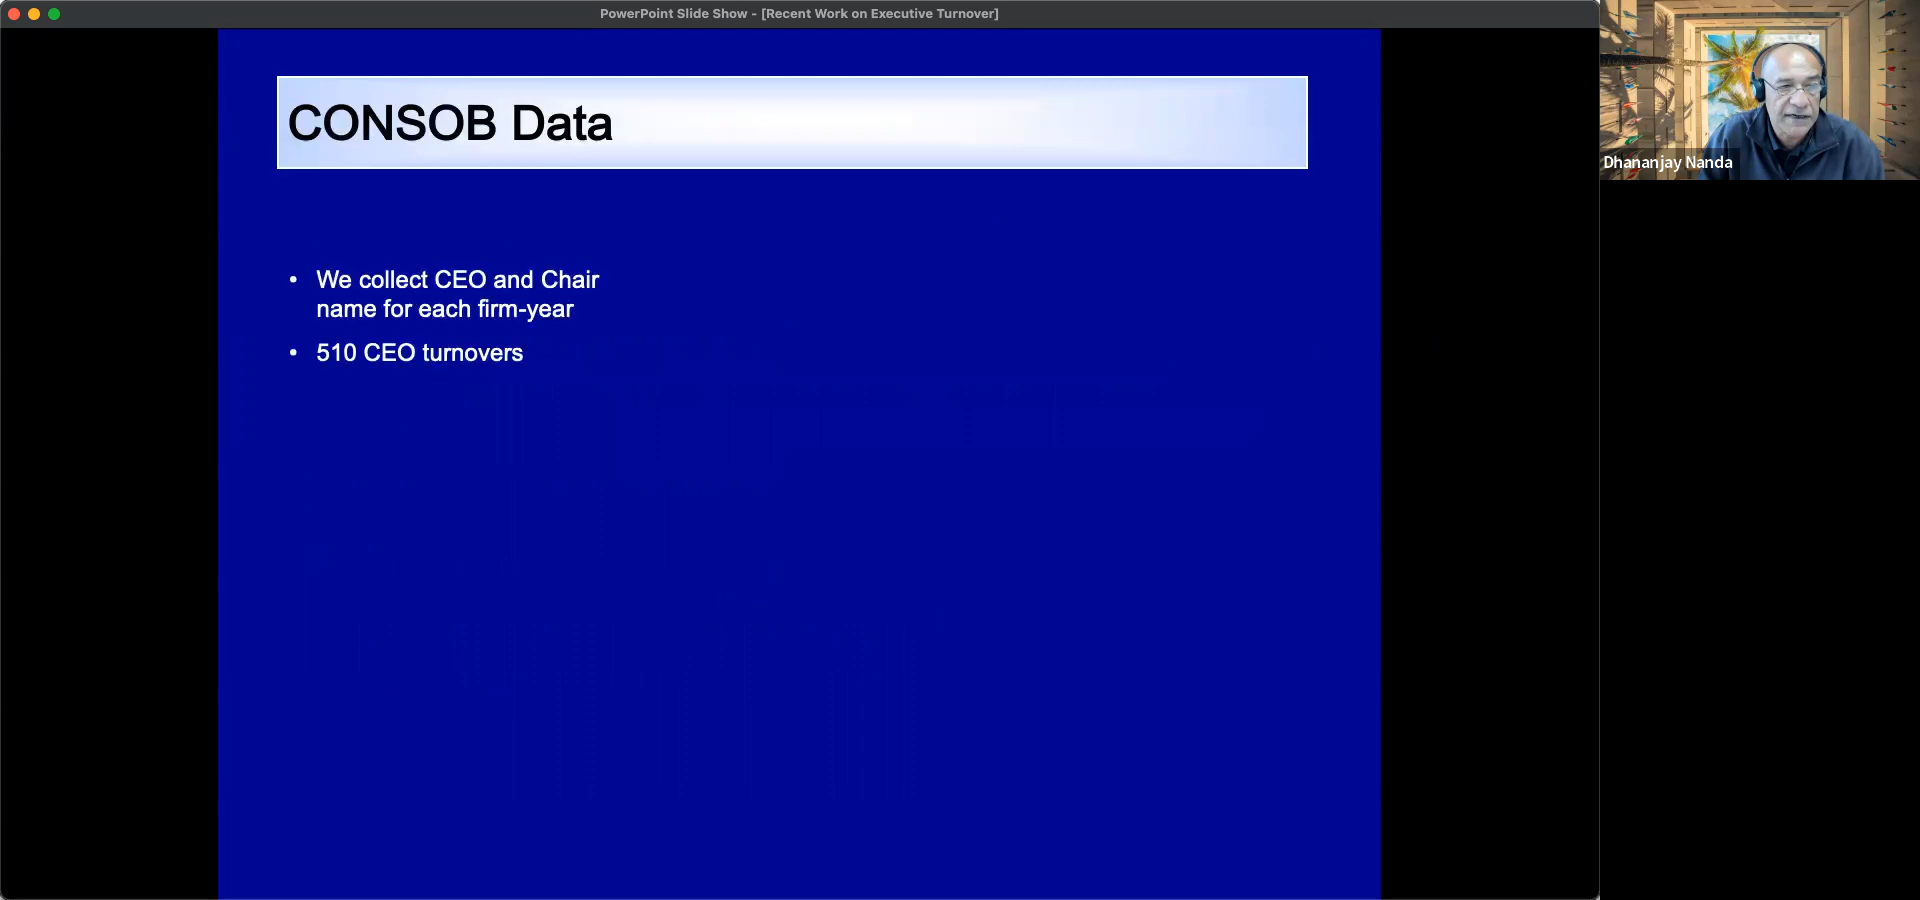 PowerPoint Slide Show - [Recent Work on Executive Turnover]
CONSOB Data
• We collect CEO and Chair
name for each firm-year
• 510 CEO turnovers
Dhananjay Nanda